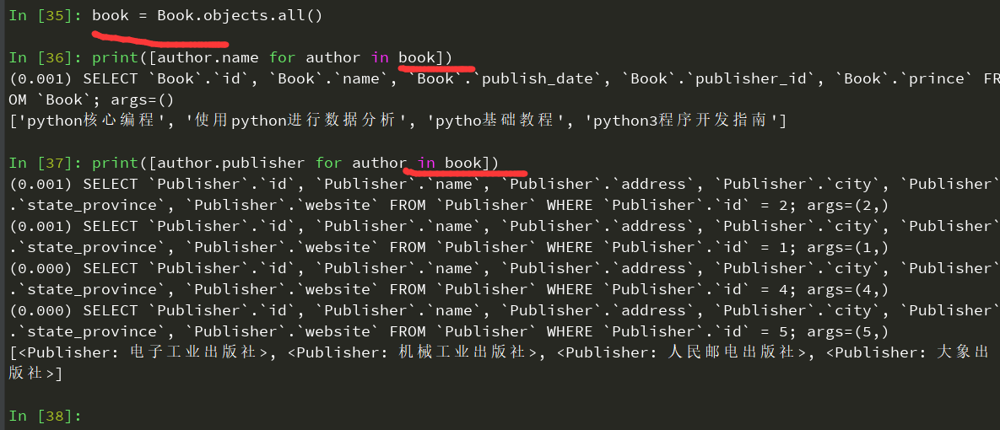 In [35]: book = Book.objects.all()
In [36]: print([author.name for author in book])
(0.001) SELECT `Book`.`id`, `Book`.`name`, `Book`.`publish_date`, `Book`.`publisher_id`, `Book`.`prince` FR
OM `Book`; args=()
['python核心编程', '使用python进行数据分析', 'pytho基础教程', 'python3程序开发指南']
In [37]: print([author.publisher for author in book])
(0.001) SELECT `Publisher`.`id`, `Publisher`.`name`, `Publisher`.`address`, `Publisher`.`city`, `Publisher`
.`state_province`, `Publisher`.`website` FROM `Publisher` WHERE `Publisher`.`id` = 2; args=(2,)
(0.001) SELECT `Publisher`.`id`, `Publisher`.`name`, `Publisher`.`address`, `Publisher`.`city`, `Publisher`
.`state_province`, `Publisher`.`website` FROM `Publisher` WHERE `Publisher`.`id` = 1; args=(1,)
(0.000) SELECT `Publisher`.`id`, `Publisher`.`name`, `Publisher`.`address`, `Publisher`.`city`, `Publisher`
.`state_province`, `Publisher`.`website` FROM `Publisher` WHERE `Publisher`.`id` = 4; args=(4,)
(0.000) SELECT `Publisher`.`id`, `Publisher`.`name`, `Publisher`.`address`, `Publisher`.`city`, `Publisher`
.`state_province`, `Publisher`.`website` FROM `Publisher` WHERE `Publisher`.`id` = 5; args=(5,)
[<Publisher: 电子工业出版社>, <Publisher: 机械工业出版社>, <Publisher: 人民邮电出版社>, <Publisher: 大象出
版社>]
In [38]: